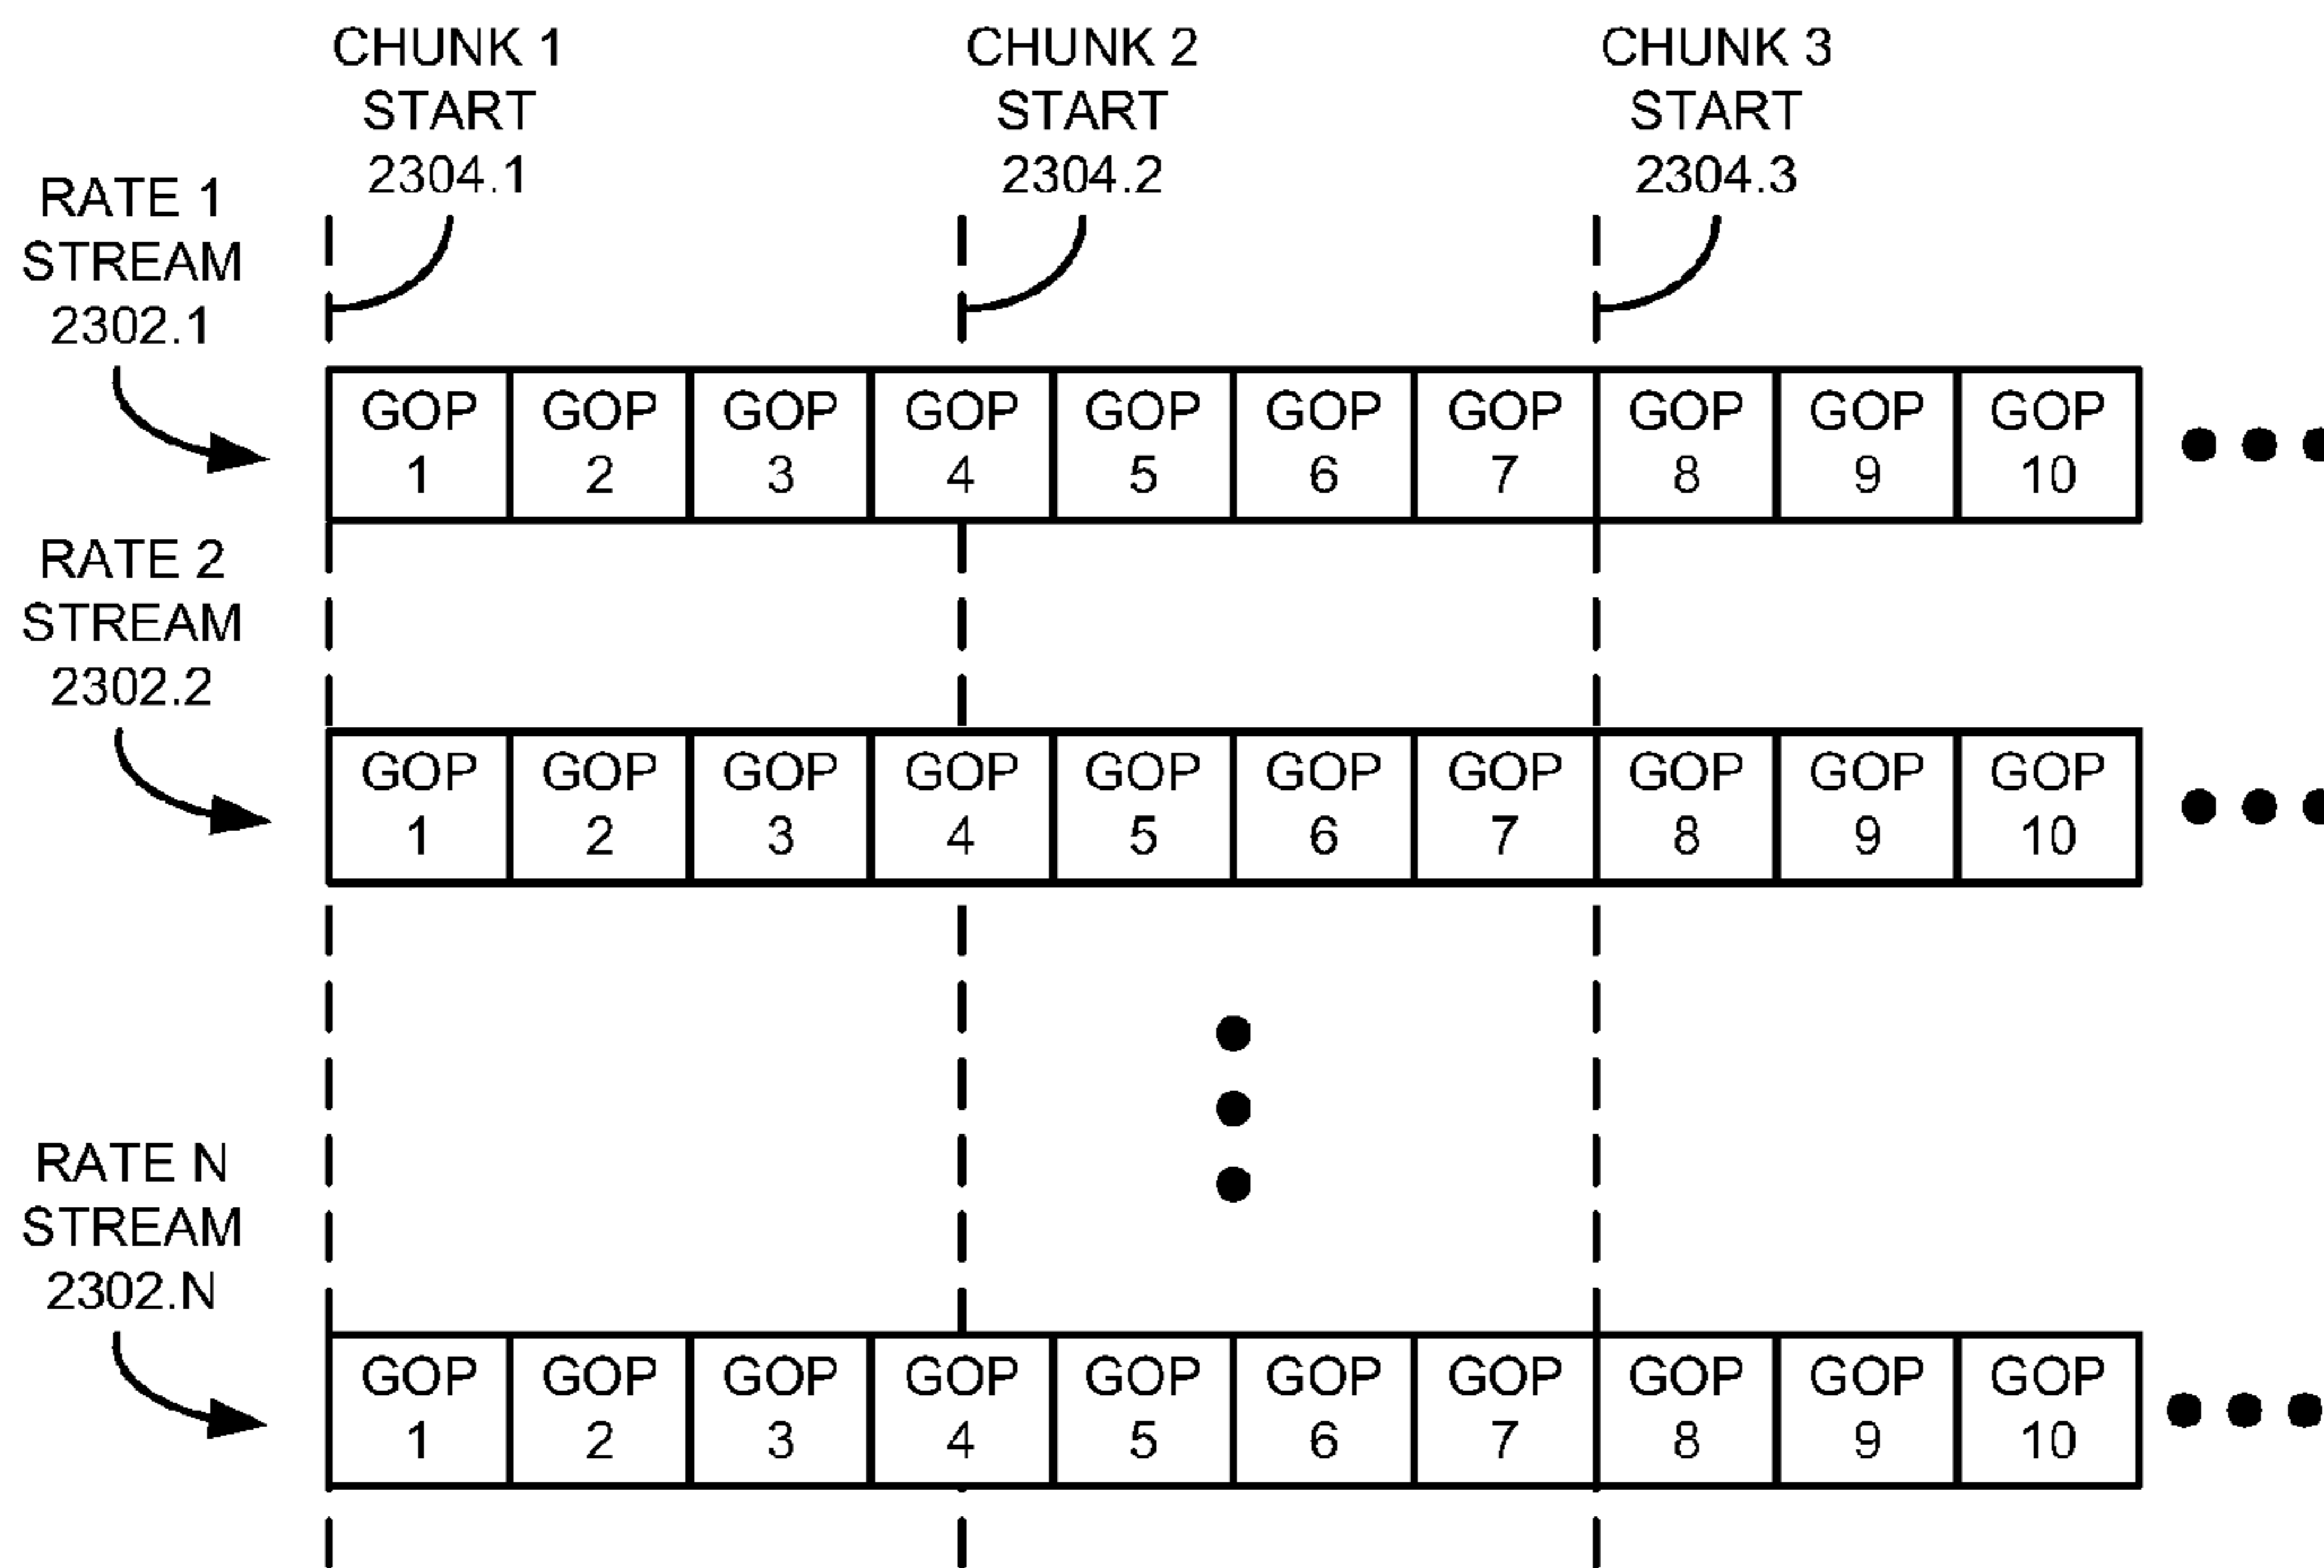 CHUNK 1
START
2304.1
CHUNK 2
START
2304.2
CHUNK 3
START
2304.3
RATE 1
STREAM
2302.1
GOP 1
GOP 2
GOP 3
GOP 4
GOP 5
GOP 6
GOP 7
GOP 8
GOP 9
GOP 10
RATE 2
STREAM
2302.2
GOP 1
GOP 2
GOP 3
GOP 4
GOP 5
GOP 6
GOP 7
GOP 8
GOP 9
GOP 10
RATE N
STREAM
2302.N
GOP 1
GOP 2
GOP 3
GOP 4
GOP 5
GOP 6
GOP 7
GOP 8
GOP 9
GOP 10